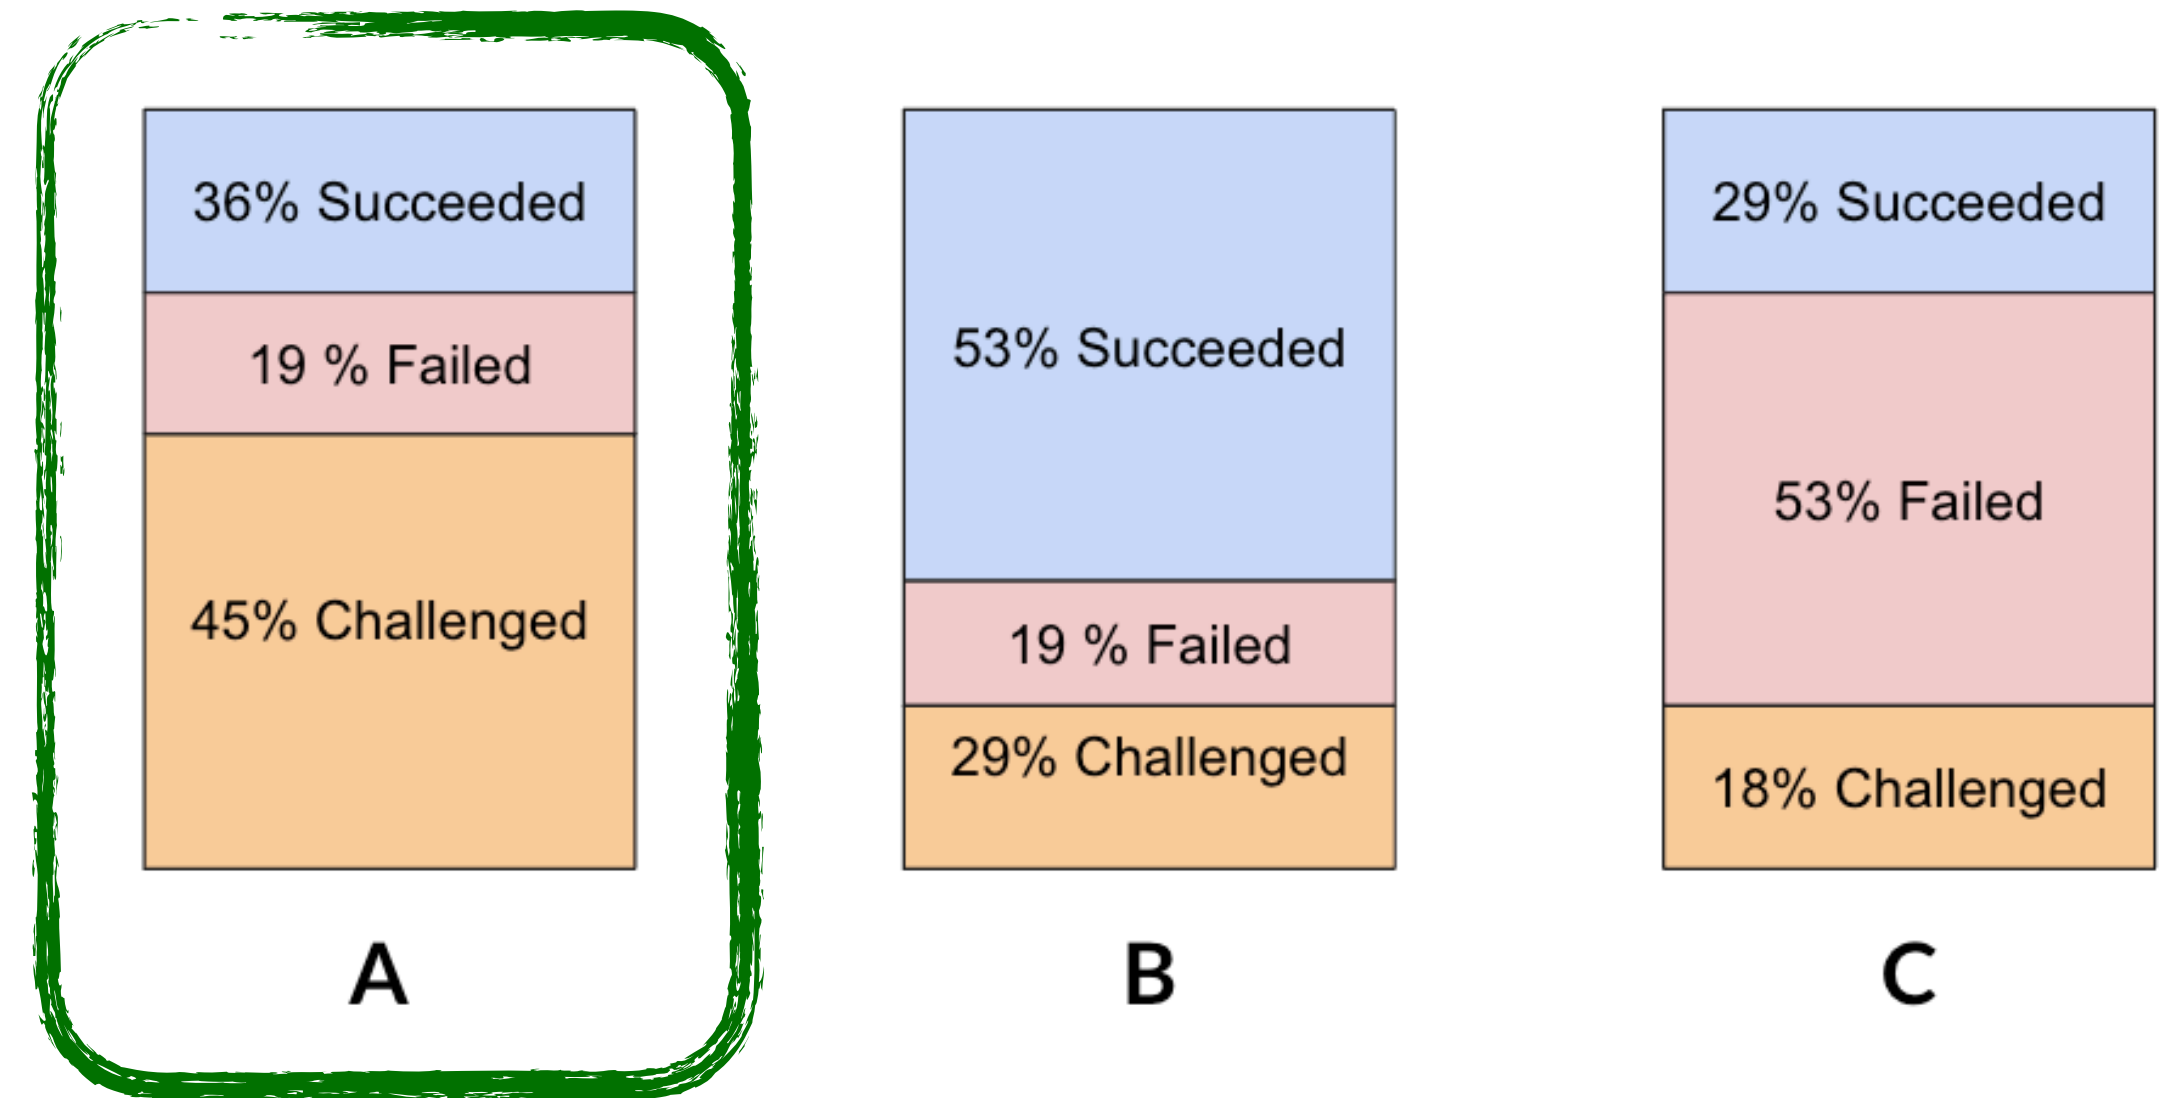 36% Succeeded
19 % Failed
45% Challenged
A
53% Succeeded
19 % Failed
29% Challenged
B
29% Succeeded
53% Failed
18% Challenged
C